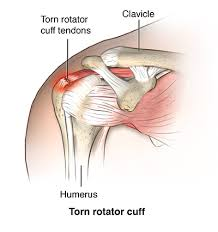 Torn rotator
cuff tendons
Clavicle
Humerus
Torn rotator cuff